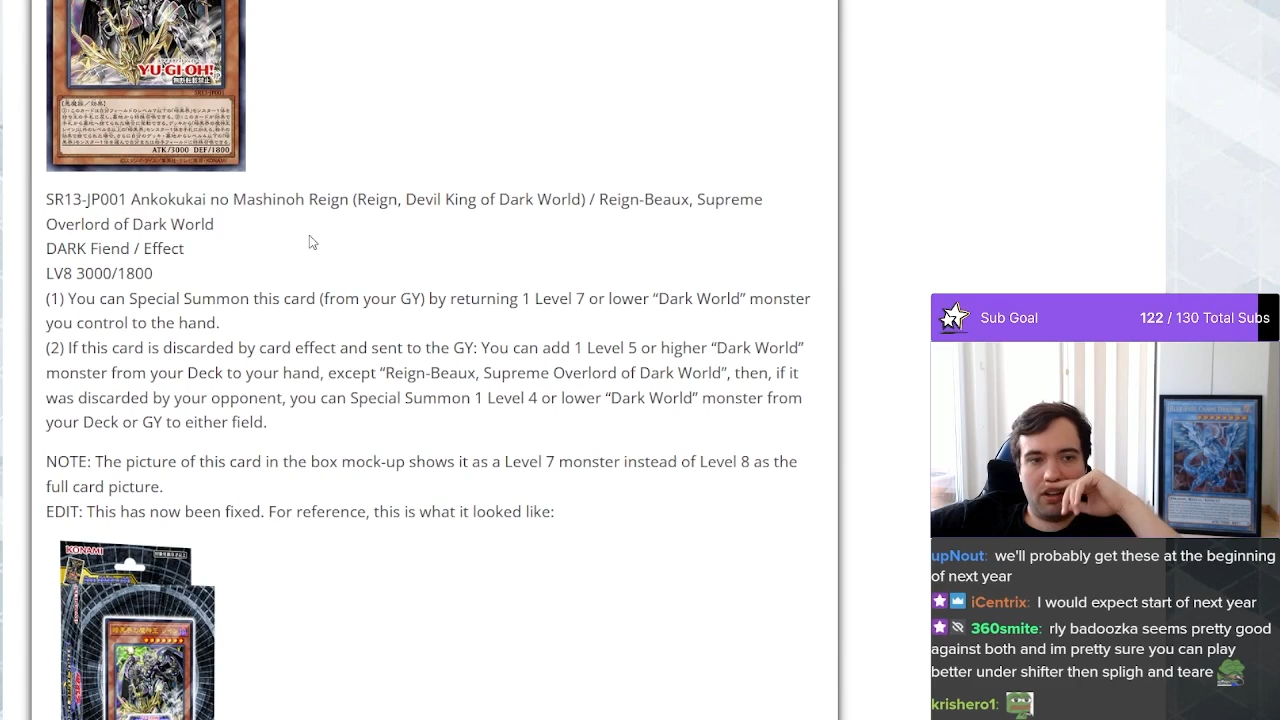 YU-GI-OH!
SR13-JP001
ATK/3000 DEF/1800
SR13-JP001 Ankokukai no Mashinoh Reign (Reign, Devil King of Dark World) / Reign-Beaux, Supreme
Overlord of Dark World
DARK Fiend / Effect
LV8 3000/1800
(1) You can Special Summon this card (from your GY) by returning 1 Level 7 or lower “Dark World” monster
you control to the hand.
(2) If this card is discarded by card effect and sent to the GY: You can add 1 Level 5 or higher “Dark World”
monster from your Deck to your hand, except “Reign-Beaux, Supreme Overlord of Dark World”, then, if it
was discarded by your opponent, you can Special Summon 1 Level 4 or lower “Dark World” monster from
your Deck or GY to either field.
NOTE: The picture of this card in the box mock-up shows it as a Level 7 monster instead of Level 8 as the
full card picture.
EDIT: This has now been fixed. For reference, this is what it looked like:
KONAMI
Sub Goal 122 / 130 Total Subs
upNout: we'll probably get these at the beginning
of next year
iCentrix: I would expect start of next year
360smite: rly badoozka seems pretty good
against both and im pretty sure you can play
better under shifter then spligh and teare
krishero1: